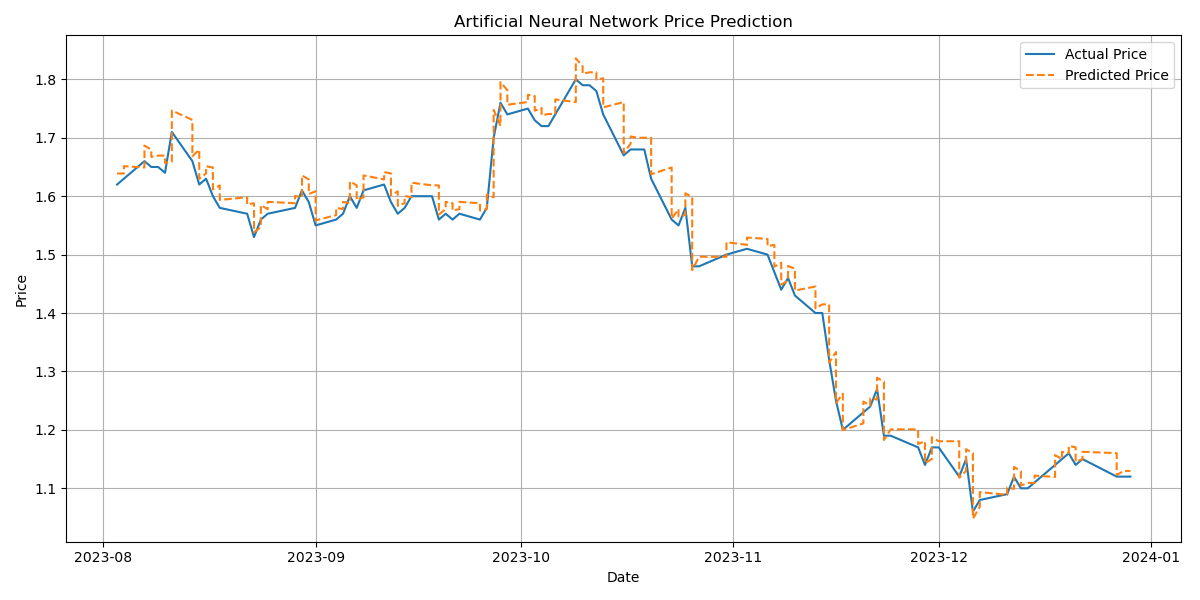 Artificial Neural Network Price Prediction
Actual Price
Predicted Price
Price
1.8
1.7
1.6
1.5
1.4
1.3
1.2
1.1
2023-08
2023-09
2023-10
2023-11
2023-12
2024-01
Date